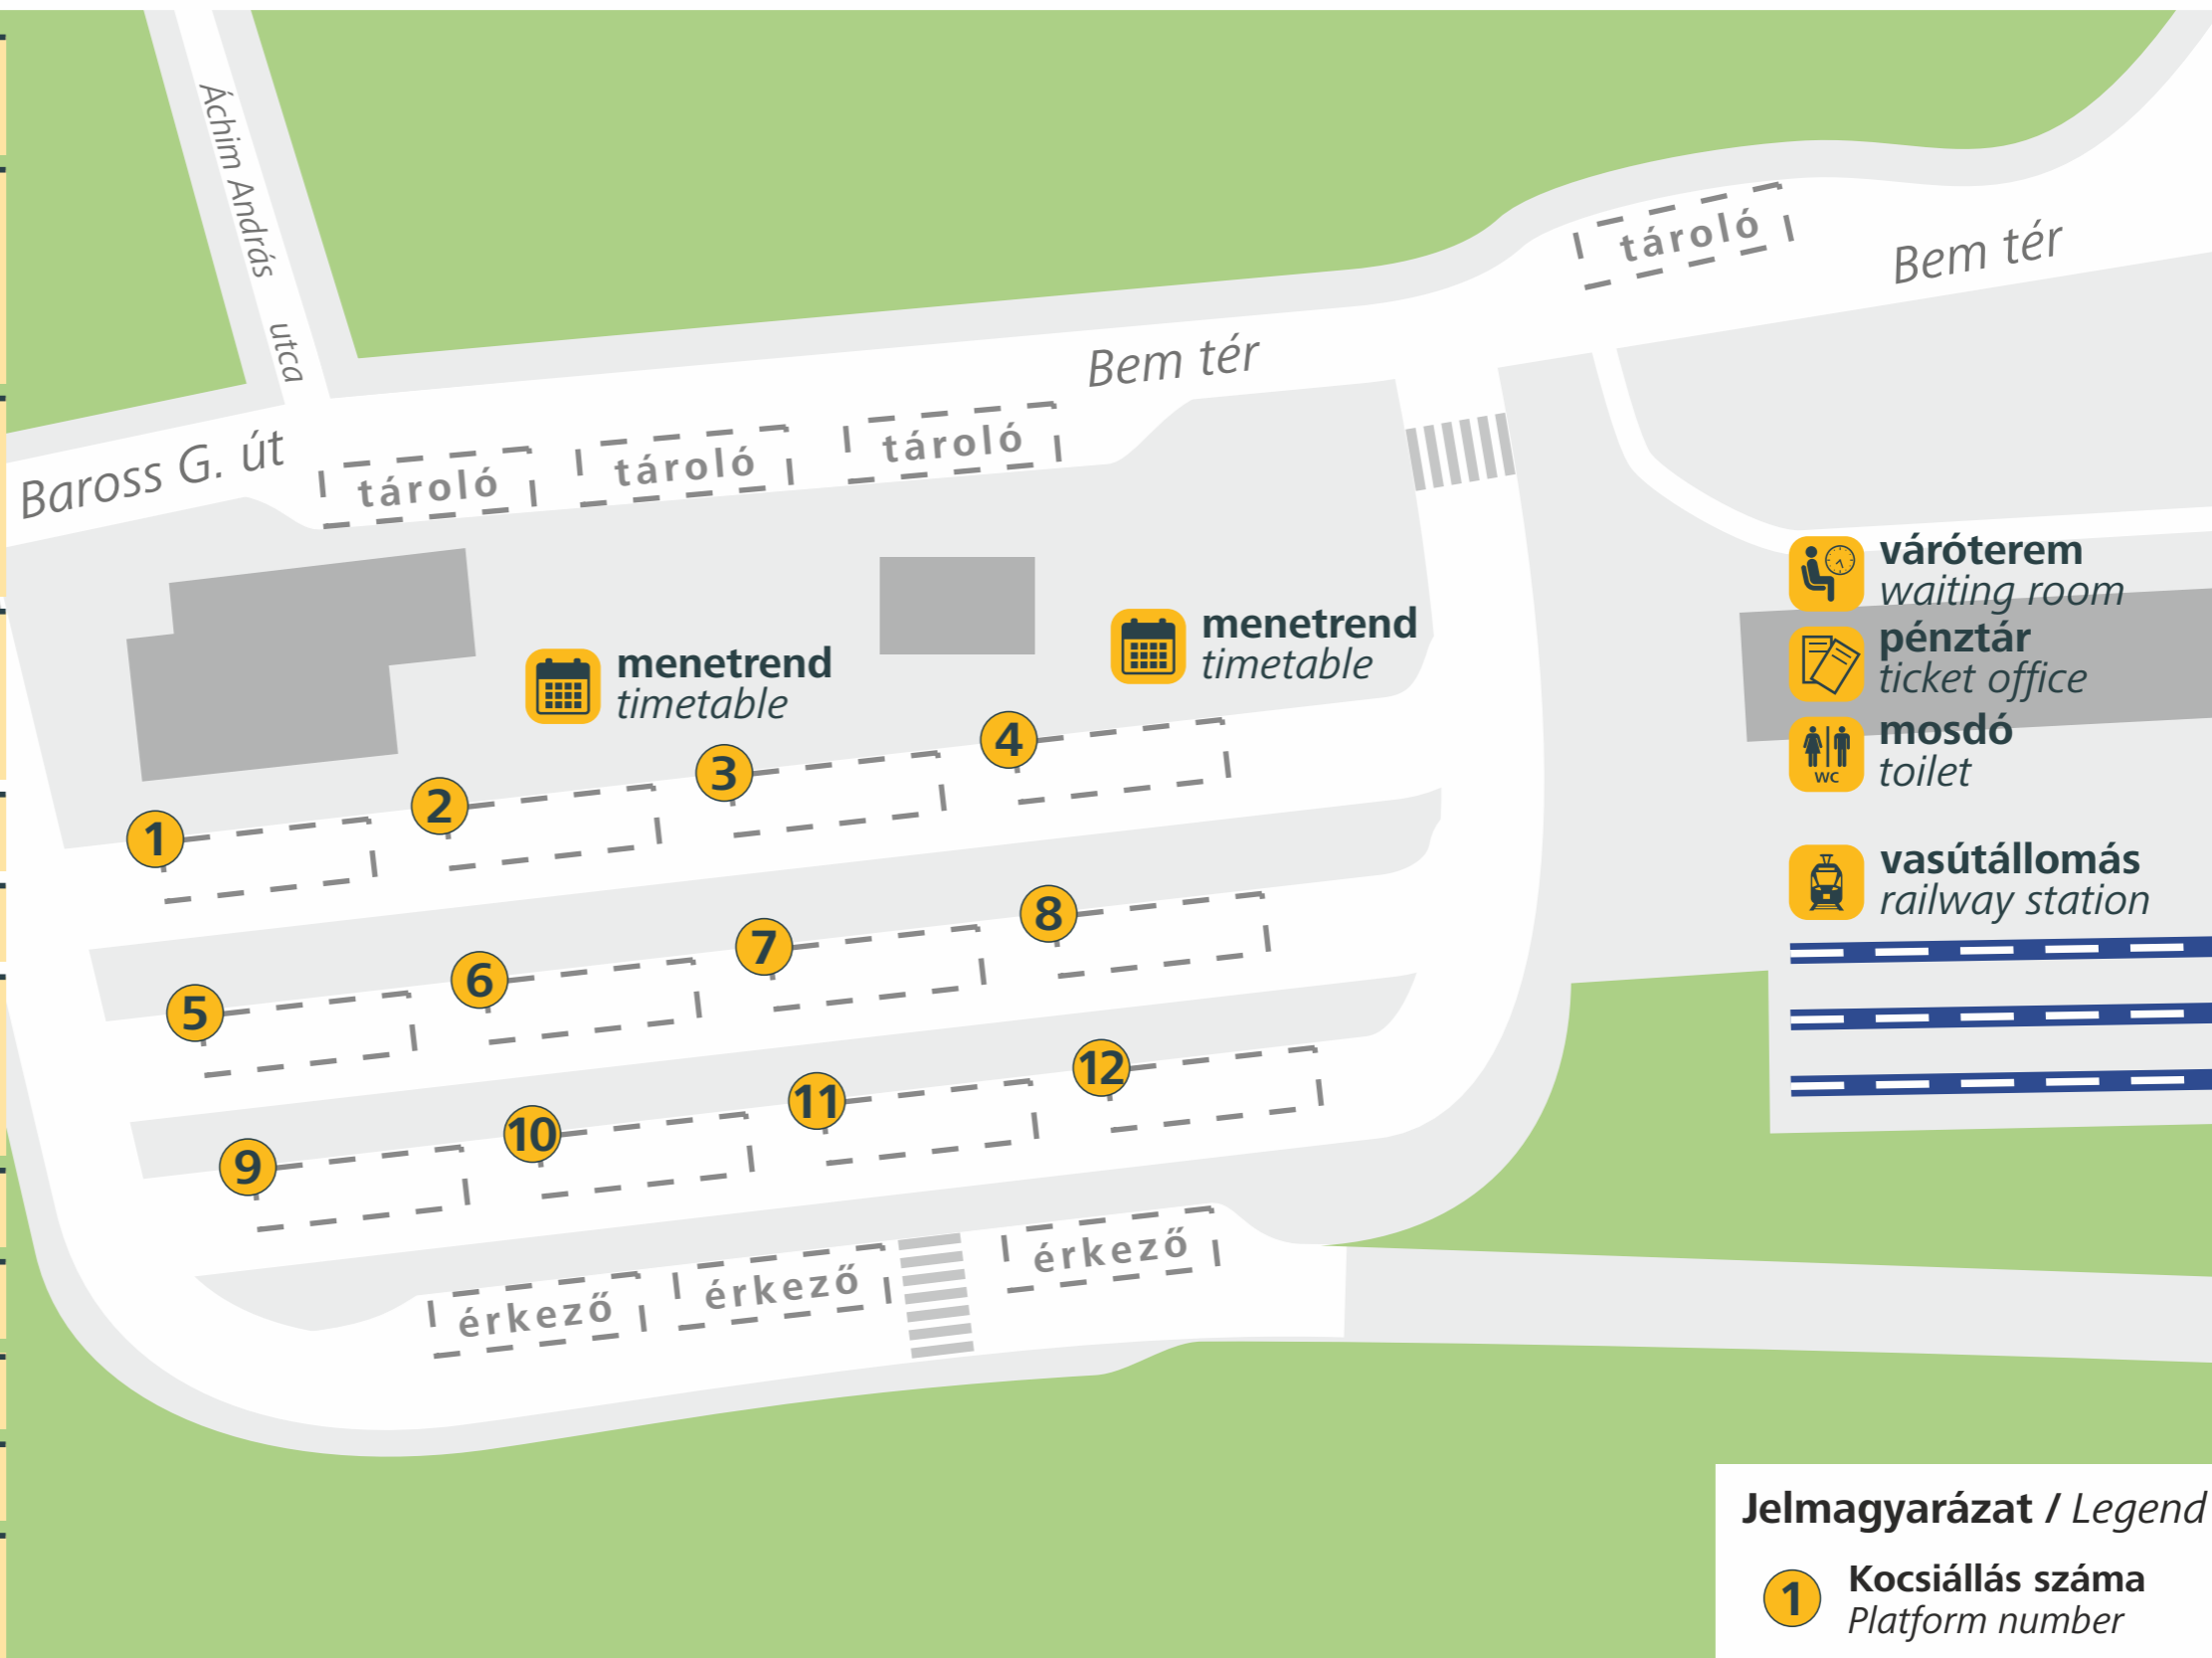 Áchim András utca
tároló
Bem tér
Bem tér
Baross G. út
tároló
tároló
tároló
váróterem
waiting room
menetrend
timetable
menetrend
timetable
pénztár
ticket office
mosdó
toilet
WC
4
3
2
1
vasútállomás
railway station
8
7
6
5
12
11
10
9
érkező
érkező
érkező
Jelmagyarázat / Legend
1
Kocsiállás száma
Platform number